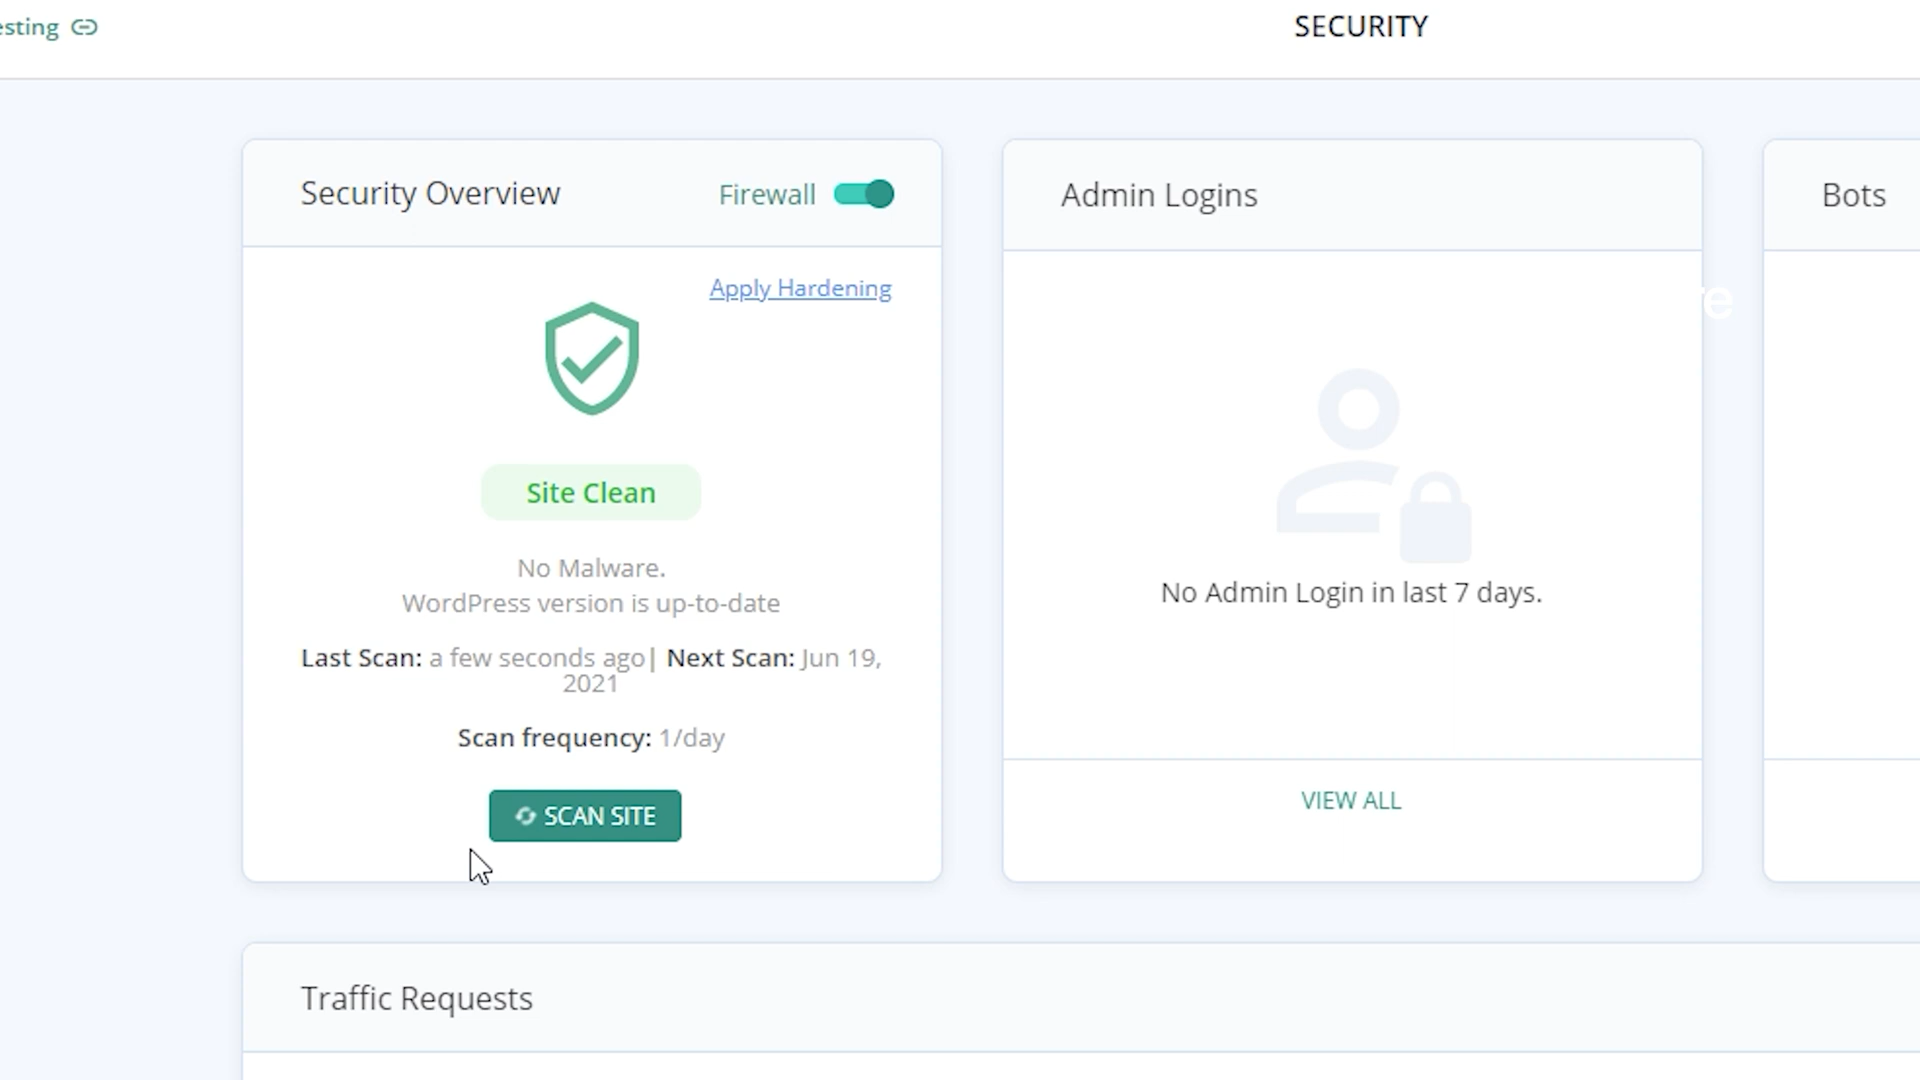 esting
SECURITY
Security Overview
Firewall
Admin Logins
Bots
Apply Hardening
re
Site Clean
No Malware.
WordPress version is up-to-date
Last Scan: a few seconds ago| Next Scan: Jun 19,
2021
Scan frequency: 1/day
SCAN SITE
No Admin Login in last 7 days.
VIEW ALL
Traffic Requests